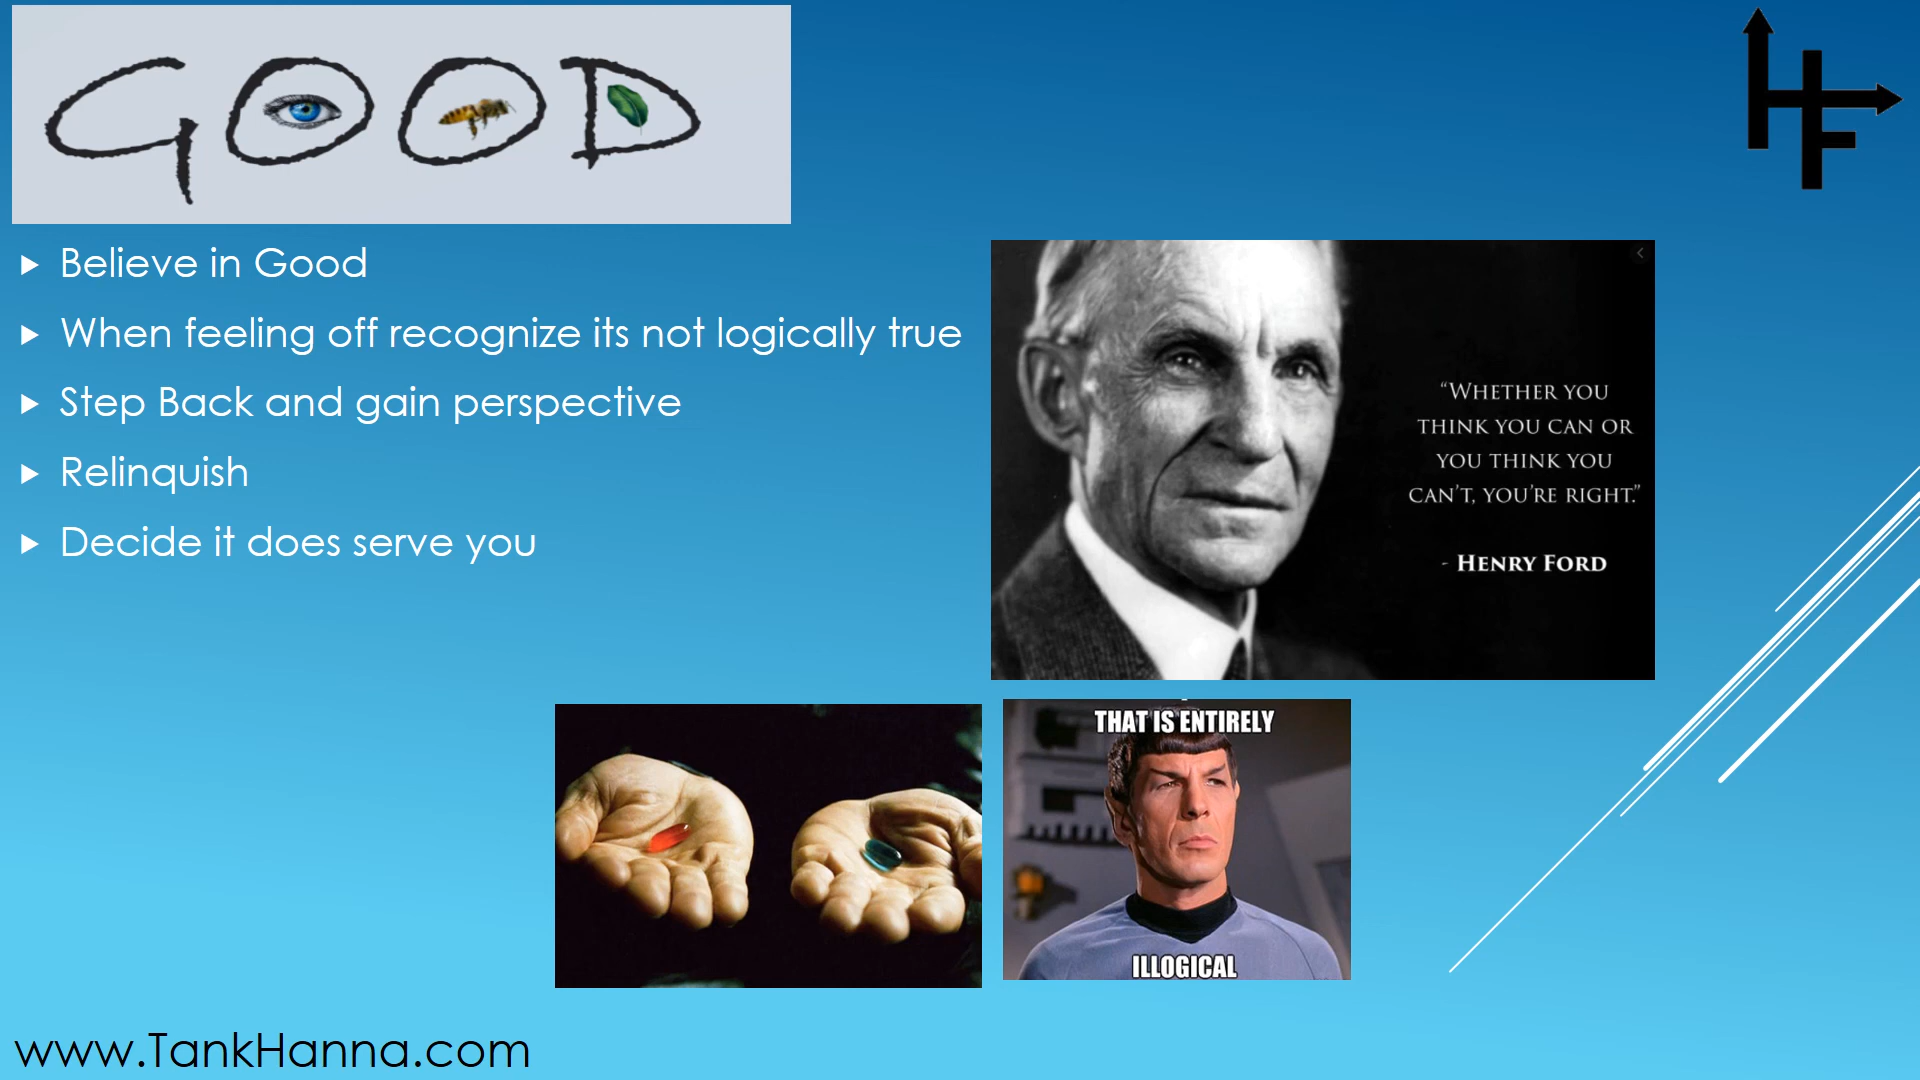 GOOD
HF
Believe in Good
When feeling off recognize its not logically true
Step Back and gain perspective
Relinquish
Decide it does serve you
“WHETHER YOU
THINK YOU CAN OR
YOU THINK YOU
CAN’T, YOU’RE RIGHT.”
- HENRY FORD
THAT IS ENTIRELY
ILLOGICAL
www.TankHanna.com